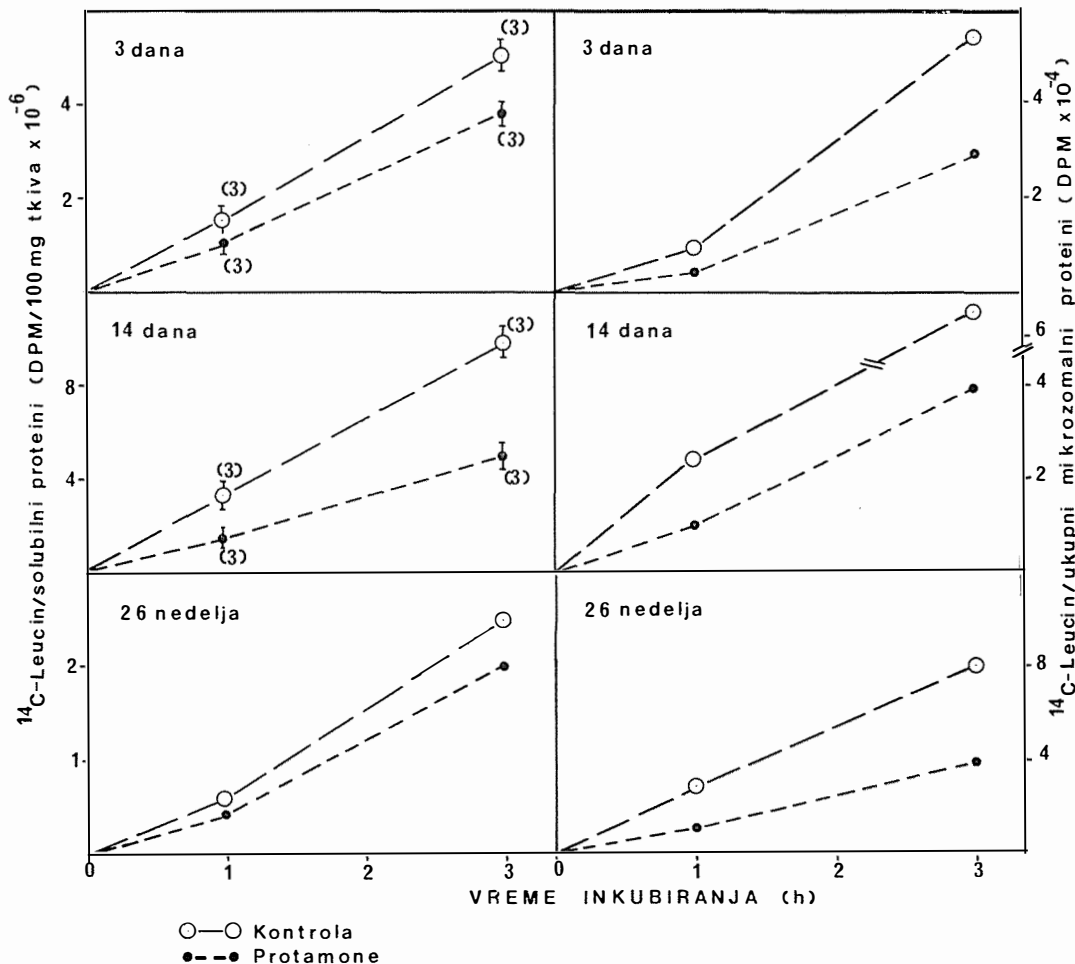 ¹⁴C-Leucin/solubilni proteini (DPM/100mg tkiva x 10⁻⁶
3 dana
(3)
(3)
(3)
(3)
4
2
3 dana
4
2
14 dana
(3)
(3)
(3)
(3)
8
4
14 dana
6
4
2
26 nedelja
2
1
26 nedelja
8
4
0 1 2 3 0 1 2 3
VREME INKUBIRANJA (h)
¹⁴C-Leucin/ukupni mikrozomalni proteini (DPM x10⁻⁴)
Kontrola
Protamone